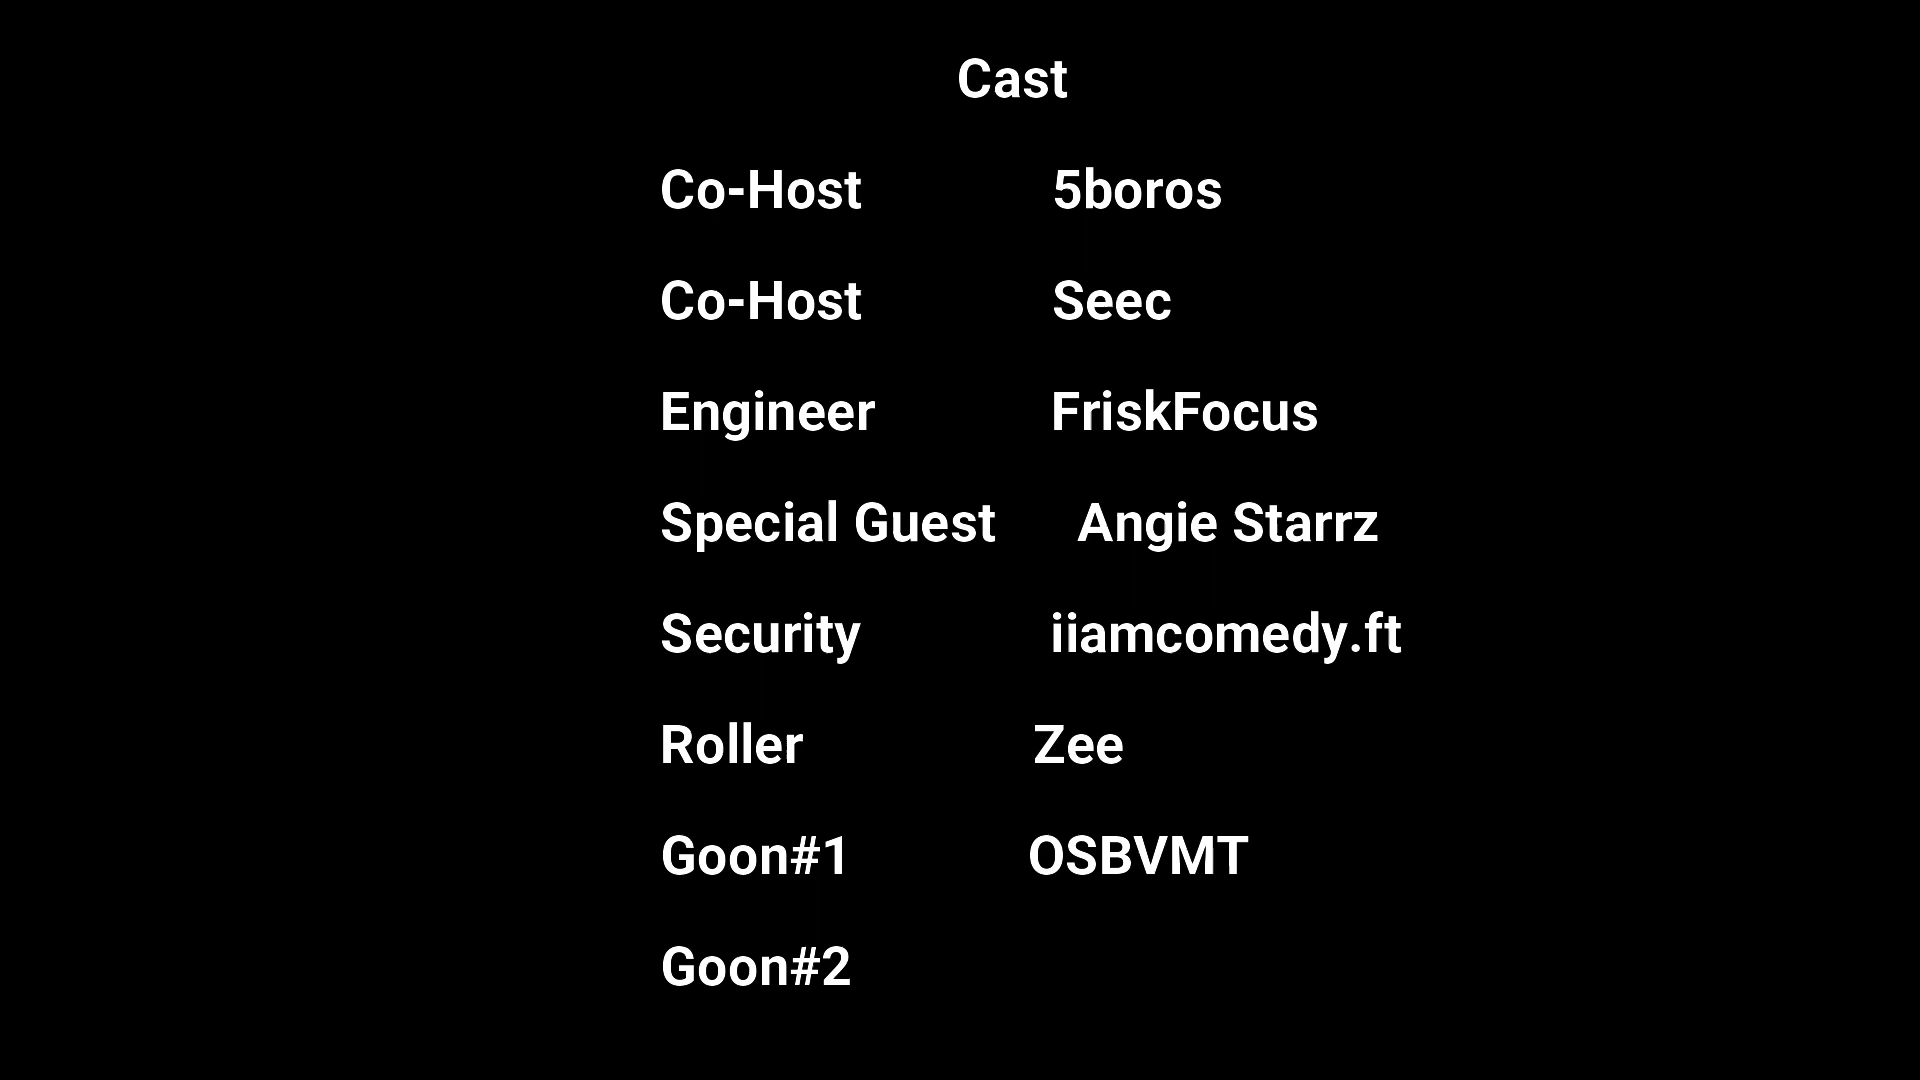 Cast
Co-Host 5boros
Co-Host Seec
Engineer FriskFocus
Special Guest Angie Starrz
Security iiamcomedy.ft
Roller Zee
Goon#1 OSBVMT
Goon#2